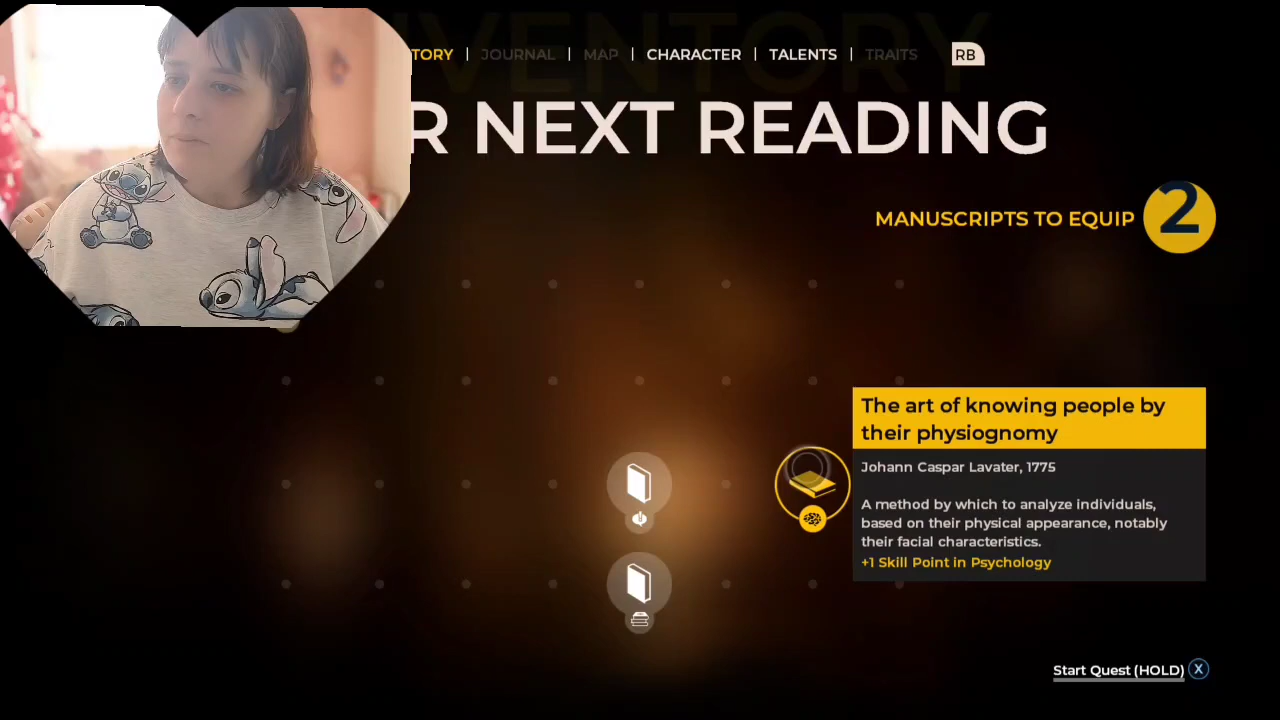 TORY | JOURNAL | MAP | CHARACTER | TALENTS | TRAITS RB
R NEXT READING
MANUSCRIPTS TO EQUIP 2
The art of knowing people by
their physiognomy
Johann Caspar Lavater, 1775
A method by which to analyze individuals,
based on their physical appearance, notably
their facial characteristics.
+1 Skill Point in Psychology
Start Quest (HOLD) X